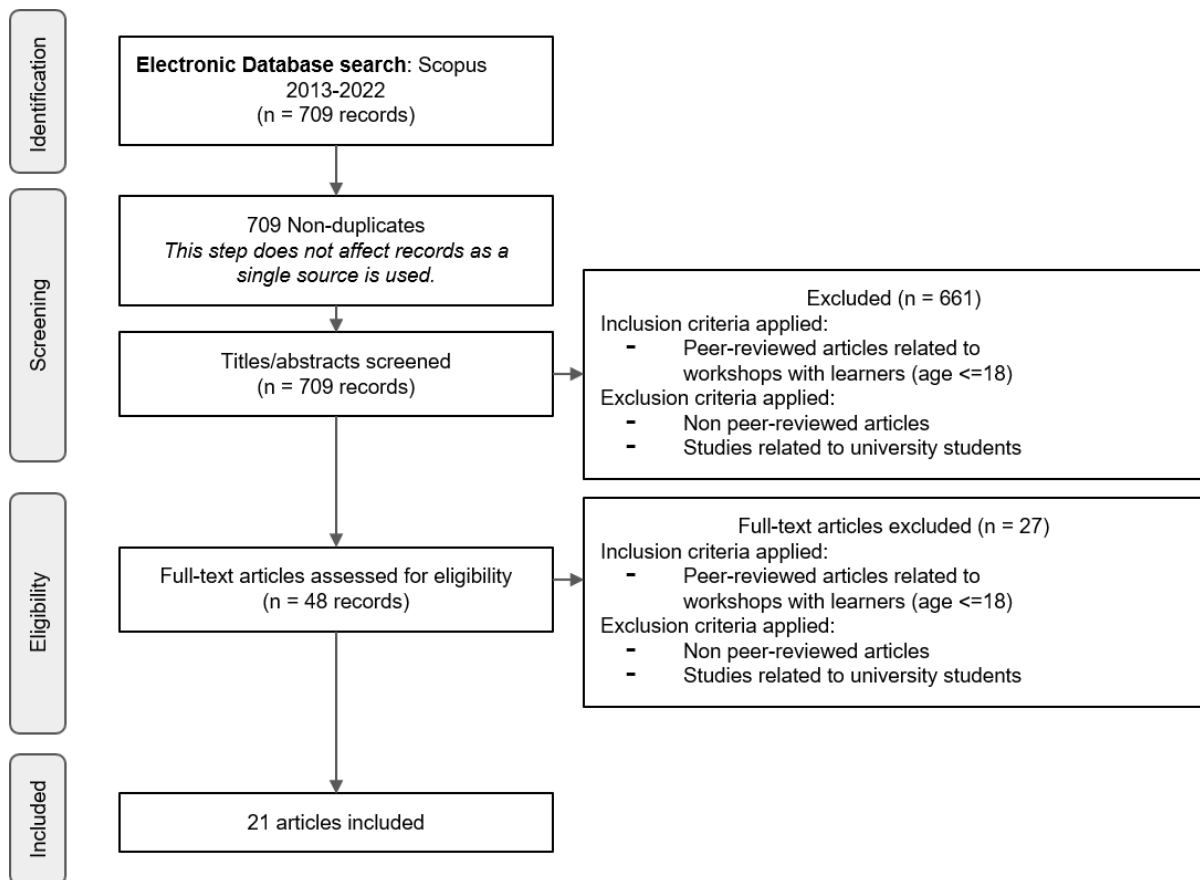 Identification
Electronic Database search: Scopus
2013-2022
(n = 709 records)
Screening
709 Non-duplicates
This step does not affect records as a
single source is used.
Titles/abstracts screened
(n = 709 records)
Excluded (n = 661)
Inclusion criteria applied:
- Peer-reviewed articles related to
workshops with learners (age <=18)
Exclusion criteria applied:
- Non peer-reviewed articles
- Studies related to university students
Eligibility
Full-text articles assessed for eligibility
(n = 48 records)
Full-text articles excluded (n = 27)
Inclusion criteria applied:
- Peer-reviewed articles related to
workshops with learners (age <=18)
Exclusion criteria applied:
- Non peer-reviewed articles
- Studies related to university students
Included
21 articles included